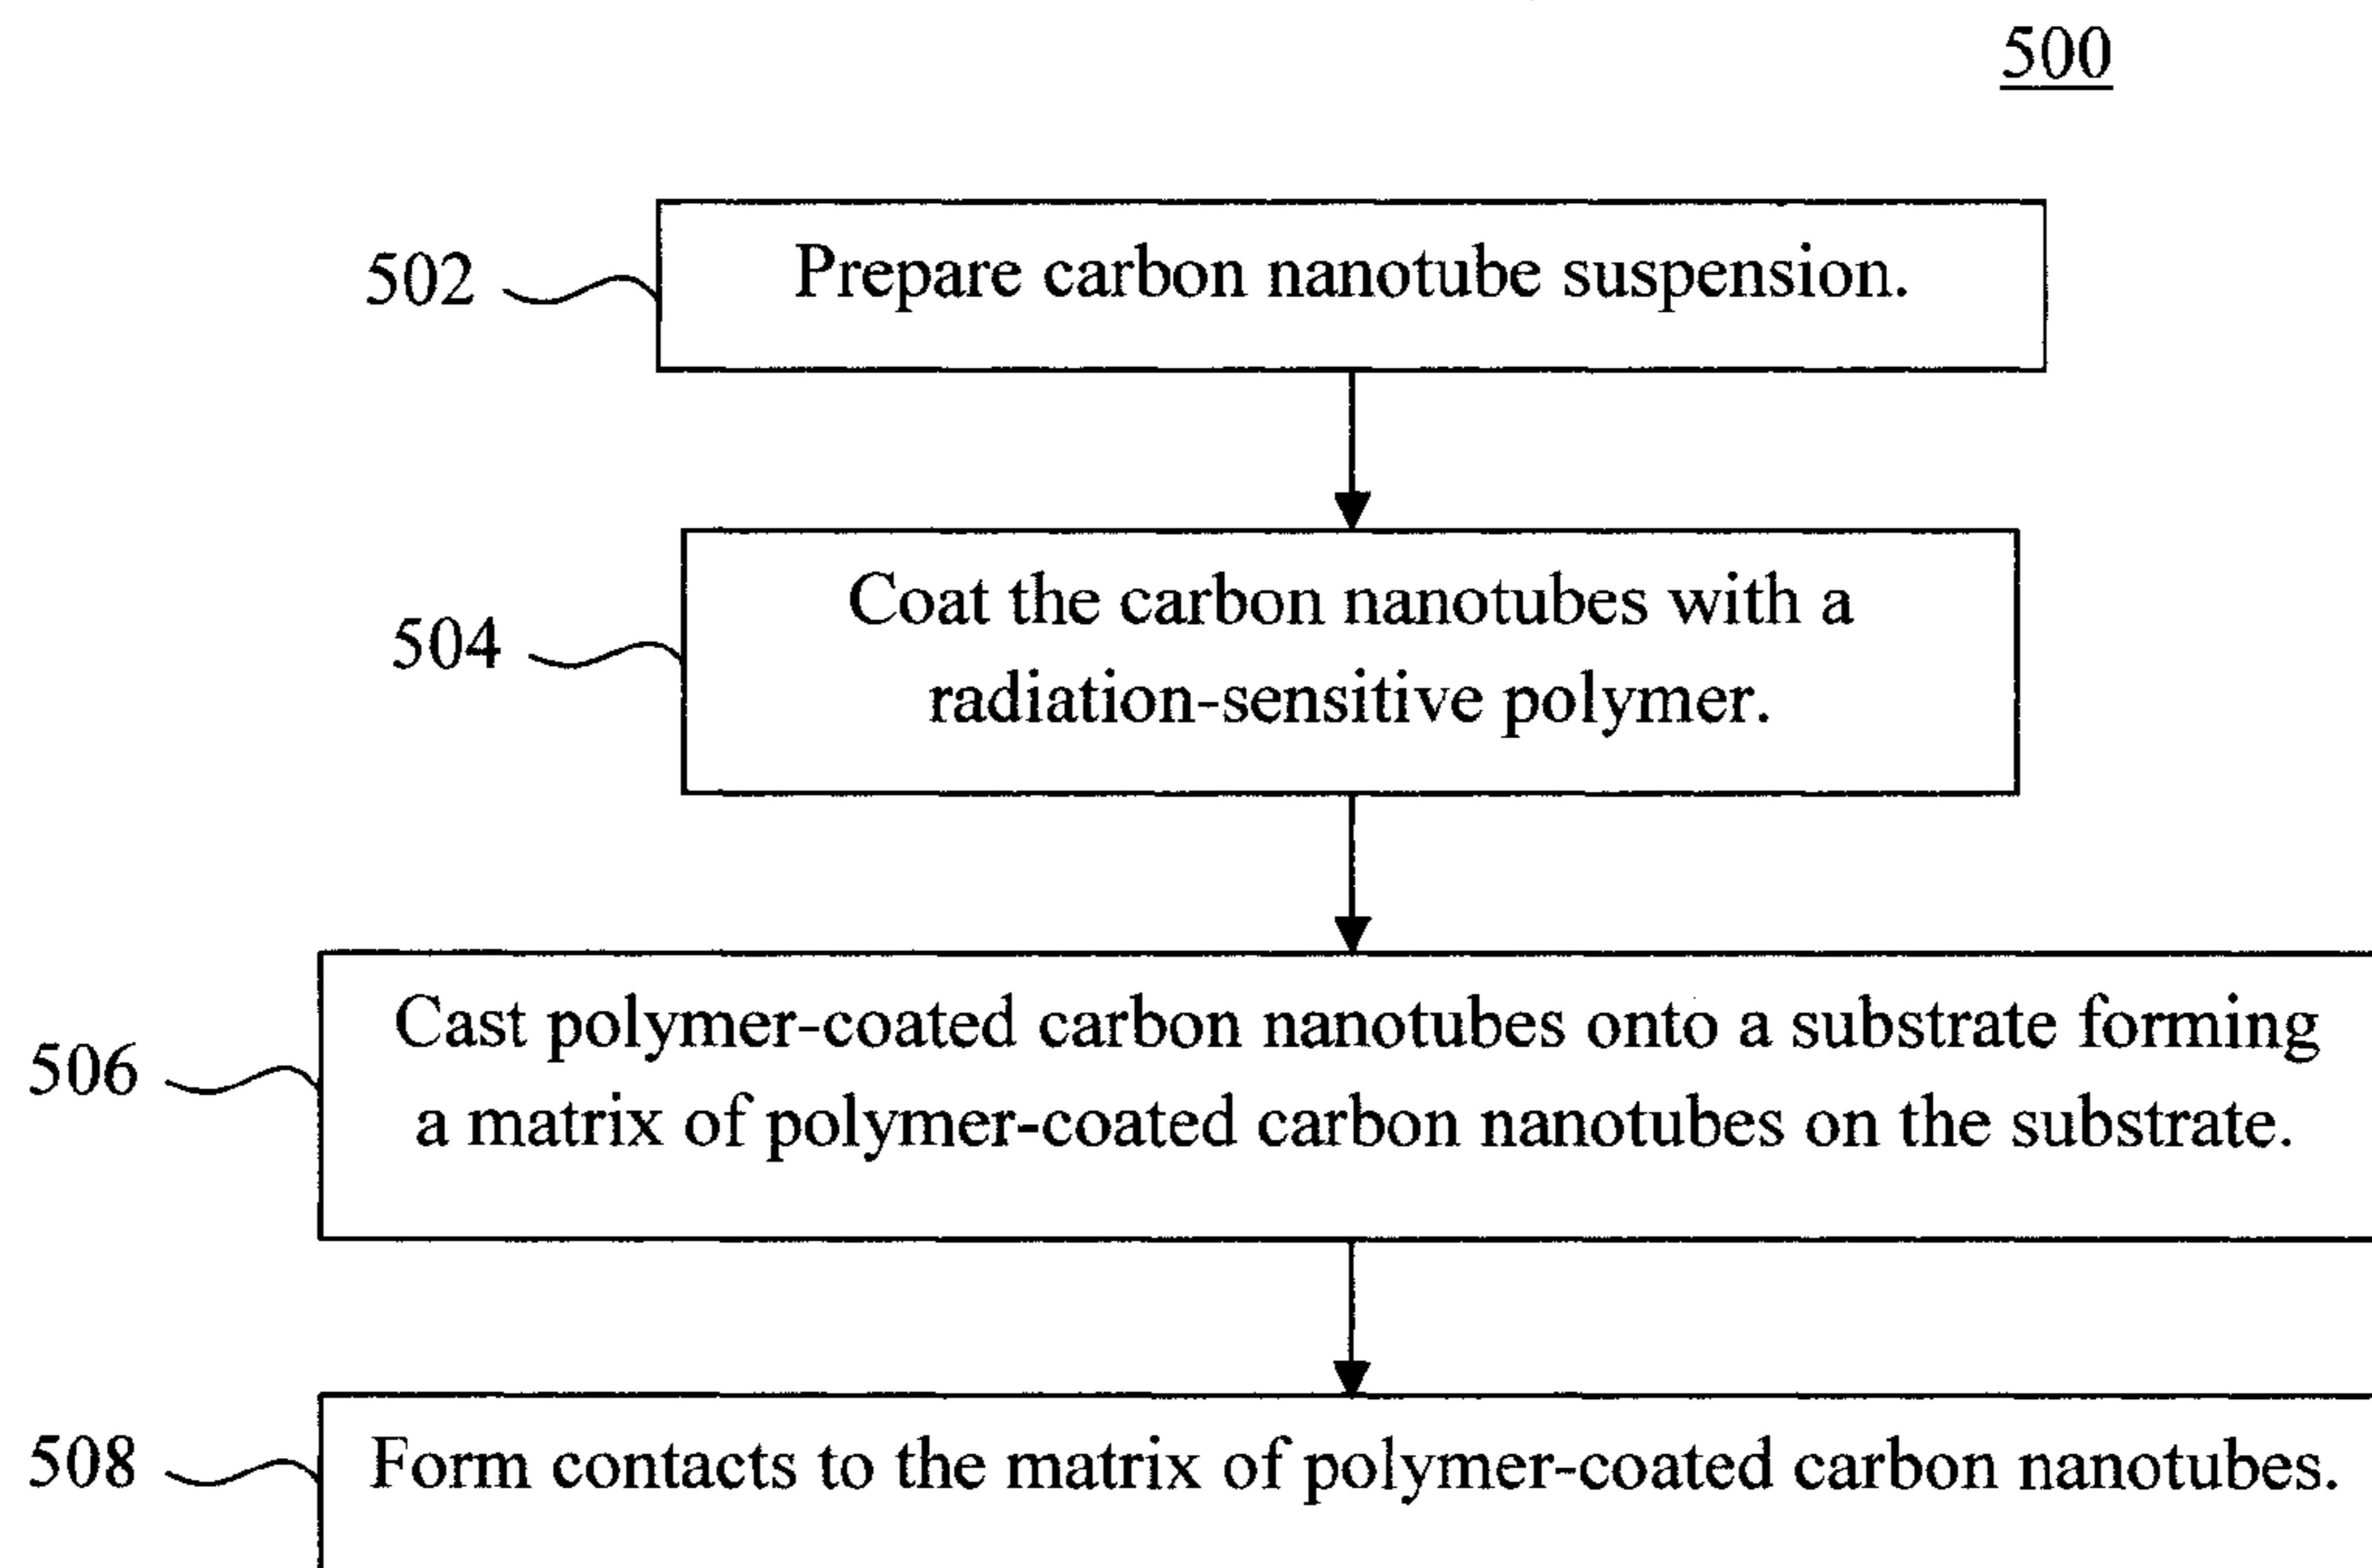 500
502
Prepare carbon nanotube suspension.
504
Coat the carbon nanotubes with a
radiation-sensitive polymer.
506
Cast polymer-coated carbon nanotubes onto a substrate forming
a matrix of polymer-coated carbon nanotubes on the substrate.
508
Form contacts to the matrix of polymer-coated carbon nanotubes.